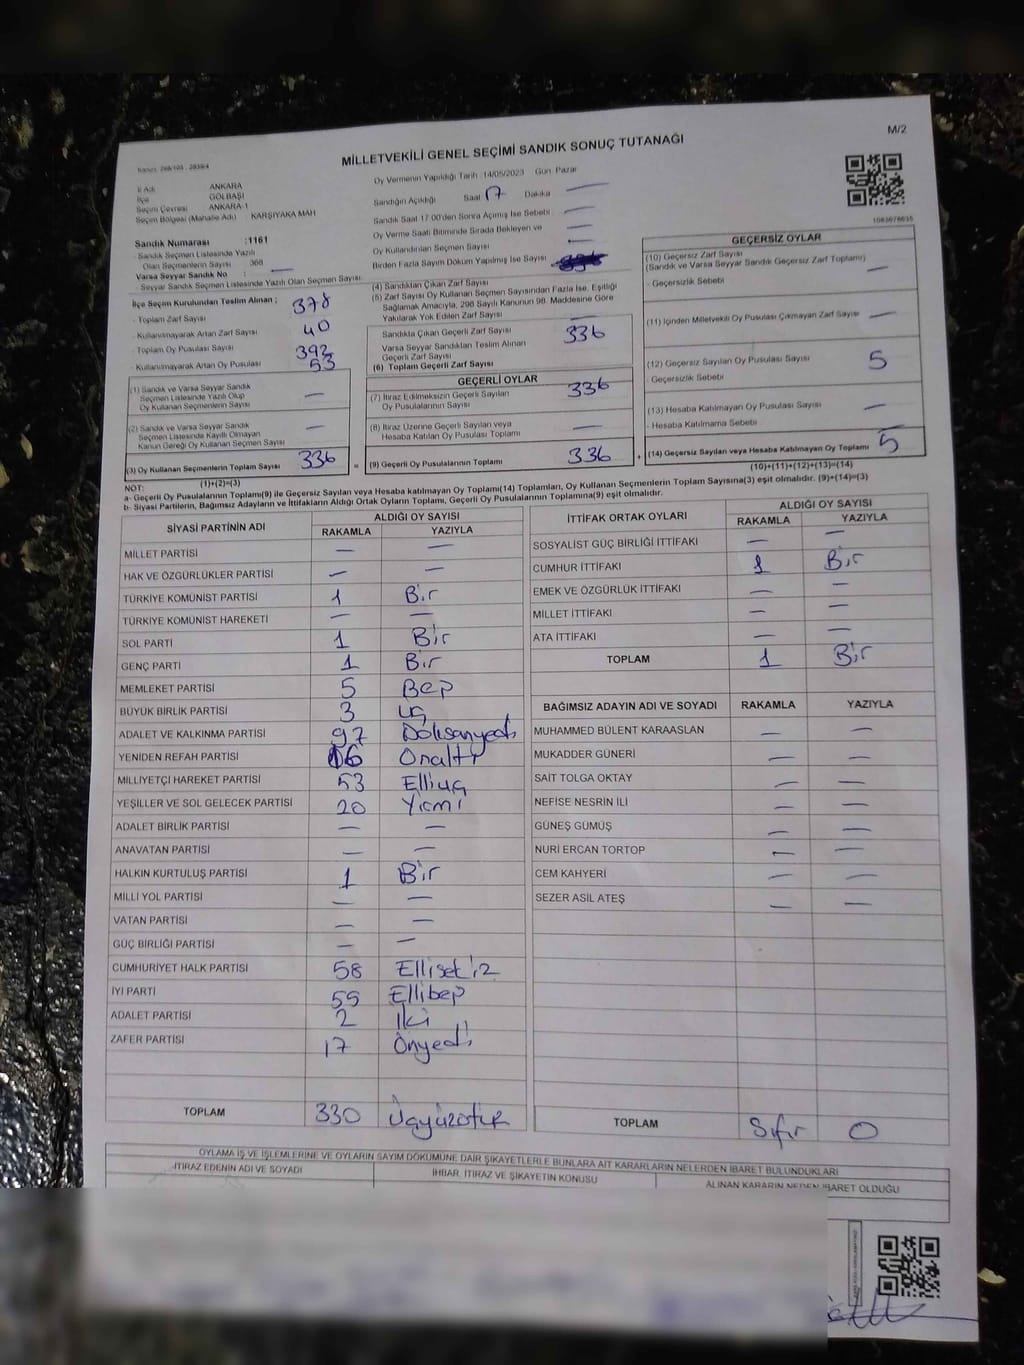 M/2
MİLLETVEKİLİ GENEL SEÇİMİ SANDIK SONUÇ TUTANAĞI
İl Adı ANKARA
İlçe GÖLBAŞI
Seçim Çevresi ANKARA-1
Seçim Bölgesi (Mahalle Adı) KARŞIYAKA MAH
Sandık Numarası :1161
Sandık Seçmen Listesinde Yazılı
Olan Seçmenlerin Sayısı 368
Varsa Seyyar Sandık No : —
Seyyar Sandık Seçmen Listesinde Yazılı Olan Seçmen Sayısı
Oy Vermenin Yapıldığı Tarih 14/05/2023 Gün Pazar
Sandığın Açıldığı Saat 17 Dakika —
Sandık Saat 17.00'den Sonra Açılmış İse Sebebi —
Oy Verme Saati Bitiminde Sırada Bekleyen ve
Oy Kullandırılan Seçmen Sayısı —
Birden Fazla Sayım Döküm Yapılmış İse Sayısı
1083676635
İlçe Seçim Kurulundan Teslim Alınan ;
- Toplam Zarf Sayısı 378
- Kullanılmayarak Artan Zarf Sayısı 40
- Toplam Oy Pusulası Sayısı 393
- Kullanılmayarak Artan Oy Pusulası 53
(1) Sandık ve Varsa Seyyar Sandık
Seçmen Listesinde Yazılı Olup
Oy Kullanan Seçmenlerin Sayısı —
(2) Sandık ve Varsa Seyyar Sandık
Seçmen Listesinde Kayıtlı Olmayan
Kanun Gereği Oy Kullanan Seçmen Sayısı —
(3) Oy Kullanan Seçmenlerin Toplam Sayısı 336
(1)+(2)=(3)
(4) Sandıktan Çıkan Zarf Sayısı
(5) Zarf Sayısı Oy Kullanan Seçmen Sayısından Fazla İse, Eşitliği
Sağlamak Amacıyla, 298 Sayılı Kanunun 98. Maddesine Göre
Yakılarak Yok Edilen Zarf Sayısı —
Sandıkta Çıkan Geçerli Zarf Sayısı 336
Varsa Seyyar Sandıktan Teslim Alınan
Geçerli Zarf Sayısı
(6) Toplam Geçerli Zarf Sayısı
GEÇERLİ OYLAR
(7) İtiraz Edilmeksizin Geçerli Sayılan
Oy Pusulalarının Sayısı 336
(8) İtiraz Üzerine Geçerli Sayılan veya
Hesaba Katılan Oy Pusulası Toplamı —
= (9) Geçerli Oy Pusulalarının Toplamı 336 +
GEÇERSİZ OYLAR
(10) Geçersiz Zarf Sayısı
(Sandık ve Varsa Seyyar Sandık Geçersiz Zarf Toplamı) —
- Geçersizlik Sebebi
(11) İçinden Milletvekili Oy Pusulası Çıkmayan Zarf Sayısı —
(12) Geçersiz Sayılan Oy Pusulası Sayısı 5
- Geçersizlik Sebebi
(13) Hesaba Katılmayan Oy Pusulası Sayısı —
- Hesaba Katılmama Sebebi
(14) Geçersiz Sayılan veya Hesaba Katılmayan Oy Toplamı 5
(10)+(11)+(12)+(13)=(14)
NOT:
a- Geçerli Oy Pusulalarının Toplamı(9) ile Geçersiz Sayılan veya Hesaba katılmayan Oy Toplamı(14) Toplamları, Oy Kullanan Seçmenlerin Toplam Sayısına(3) eşit olmalıdır. (9)+(14)=(3)
b- Siyasi Partilerin, Bağımsız Adayların ve İttifakların Aldığı Ortak Oyların Toplamı, Geçerli Oy Pusulalarının Toplamına(9) eşit olmalıdır.
SİYASİ PARTİNİN ADI ALDIĞI OY SAYISI
RAKAMLA YAZIYLA
MİLLET PARTİSİ — —
HAK VE ÖZGÜRLÜKLER PARTİSİ — —
TÜRKİYE KOMÜNİST PARTİSİ 1 Bir
TÜRKİYE KOMÜNİST HAREKETİ — —
SOL PARTİ 1 Bir
GENÇ PARTİ 1 Bir
MEMLEKET PARTİSİ 5 Beş
BÜYÜK BİRLİK PARTİSİ 3 üç
ADALET VE KALKINMA PARTİSİ 97 Doksanyedi
YENİDEN REFAH PARTİSİ 16 Onaltı
MİLLİYETÇİ HAREKET PARTİSİ 53 Elliüç
YEŞİLLER VE SOL GELECEK PARTİSİ 20 Yirmi
ADALET BİRLİK PARTİSİ — —
ANAVATAN PARTİSİ — —
HALKIN KURTULUŞ PARTİSİ 1 Bir
MİLLİ YOL PARTİSİ — —
VATAN PARTİSİ — —
GÜÇ BİRLİĞİ PARTİSİ — —
CUMHURİYET HALK PARTİSİ 58 Ellisekiz
İYİ PARTİ 55 Ellibeş
ADALET PARTİSİ 2 İki
ZAFER PARTİSİ 17 Onyedi
TOPLAM 330 Üçyüzotuz
İTTİFAK ORTAK OYLARI ALDIĞI OY SAYISI
RAKAMLA YAZIYLA
SOSYALİST GÜÇ BİRLİĞİ İTTİFAKI — —
CUMHUR İTTİFAKI 1 Bir
EMEK VE ÖZGÜRLÜK İTTİFAKI — —
MİLLET İTTİFAKI — —
ATA İTTİFAKI — —
TOPLAM 1 Bir
BAĞIMSIZ ADAYIN ADI VE SOYADI RAKAMLA YAZIYLA
MUHAMMED BÜLENT KARAASLAN — —
MUKADDER GÜNERİ — —
SAİT TOLGA OKTAY — —
NEFİSE NESRİN İLİ — —
GÜNEŞ GÜMÜŞ — —
NURİ ERCAN TORTOP — —
CEM KAHYERİ — —
SEZER ASİL ATEŞ — —
TOPLAM Sıfır 0
OYLAMA İŞ VE İŞLEMLERİNE VE OYLARIN SAYIM DÖKÜMÜNE DAİR ŞİKAYETLERLE BUNLARA AİT KARARLARIN NELERDEN İBARET BULUNDUKLARI
İTİRAZ EDENİN ADI VE SOYADI İHBAR, İTİRAZ VE ŞİKAYETİN KONUSU ALINAN KARARIN NEDEN İBARET OLDUĞU